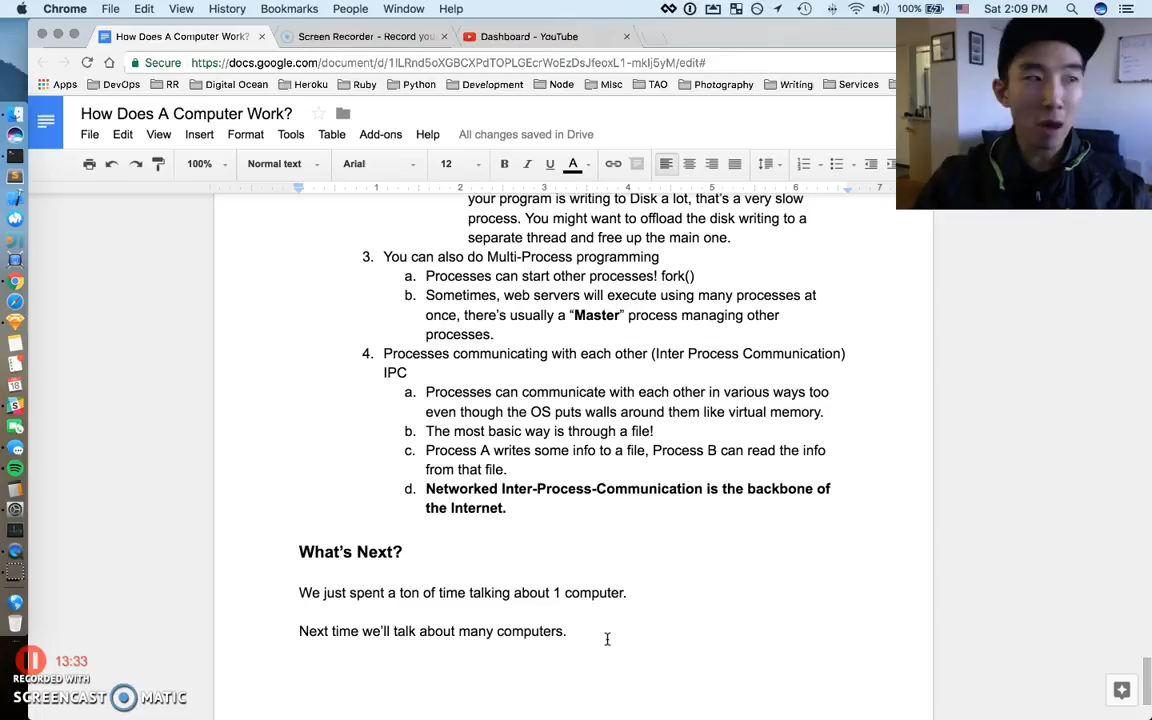 Chrome File Edit View History Bookmarks People Window Help 100% Sat 2:09 PM
How Does A Computer Work? Screen Recorder - Record you Dashboard - YouTube
Secure https://docs.google.com/document/d/1lLRnd5oXGBCXPdTOPLGEcrWoEzDsJfeoxL1-mkIj5yM/edit#
Apps DevOps RR Digital Ocean Heroku Ruby Python Development Node Misc TAO Photography Writing Services
How Does A Computer Work?
File Edit View Insert Format Tools Table Add-ons Help All changes saved in Drive
100% Normal text Arial 12 B I U A
1 2 3 4 5 6 7
your program is writing to Disk a lot, that's a very slow
process. You might want to offload the disk writing to a
separate thread and free up the main one.
3. You can also do Multi-Process programming
a. Processes can start other processes! fork()
b. Sometimes, web servers will execute using many processes at
once, there's usually a "Master" process managing other
processes.
4. Processes communicating with each other (Inter Process Communication)
IPC
a. Processes can communicate with each other in various ways too
even though the OS puts walls around them like virtual memory.
b. The most basic way is through a file!
c. Process A writes some info to a file, Process B can read the info
from that file.
d. Networked Inter-Process-Communication is the backbone of
the Internet.
What's Next?
We just spent a ton of time talking about 1 computer.
Next time we'll talk about many computers.
13:33
RECORDED WITH
SCREENCAST MATIC